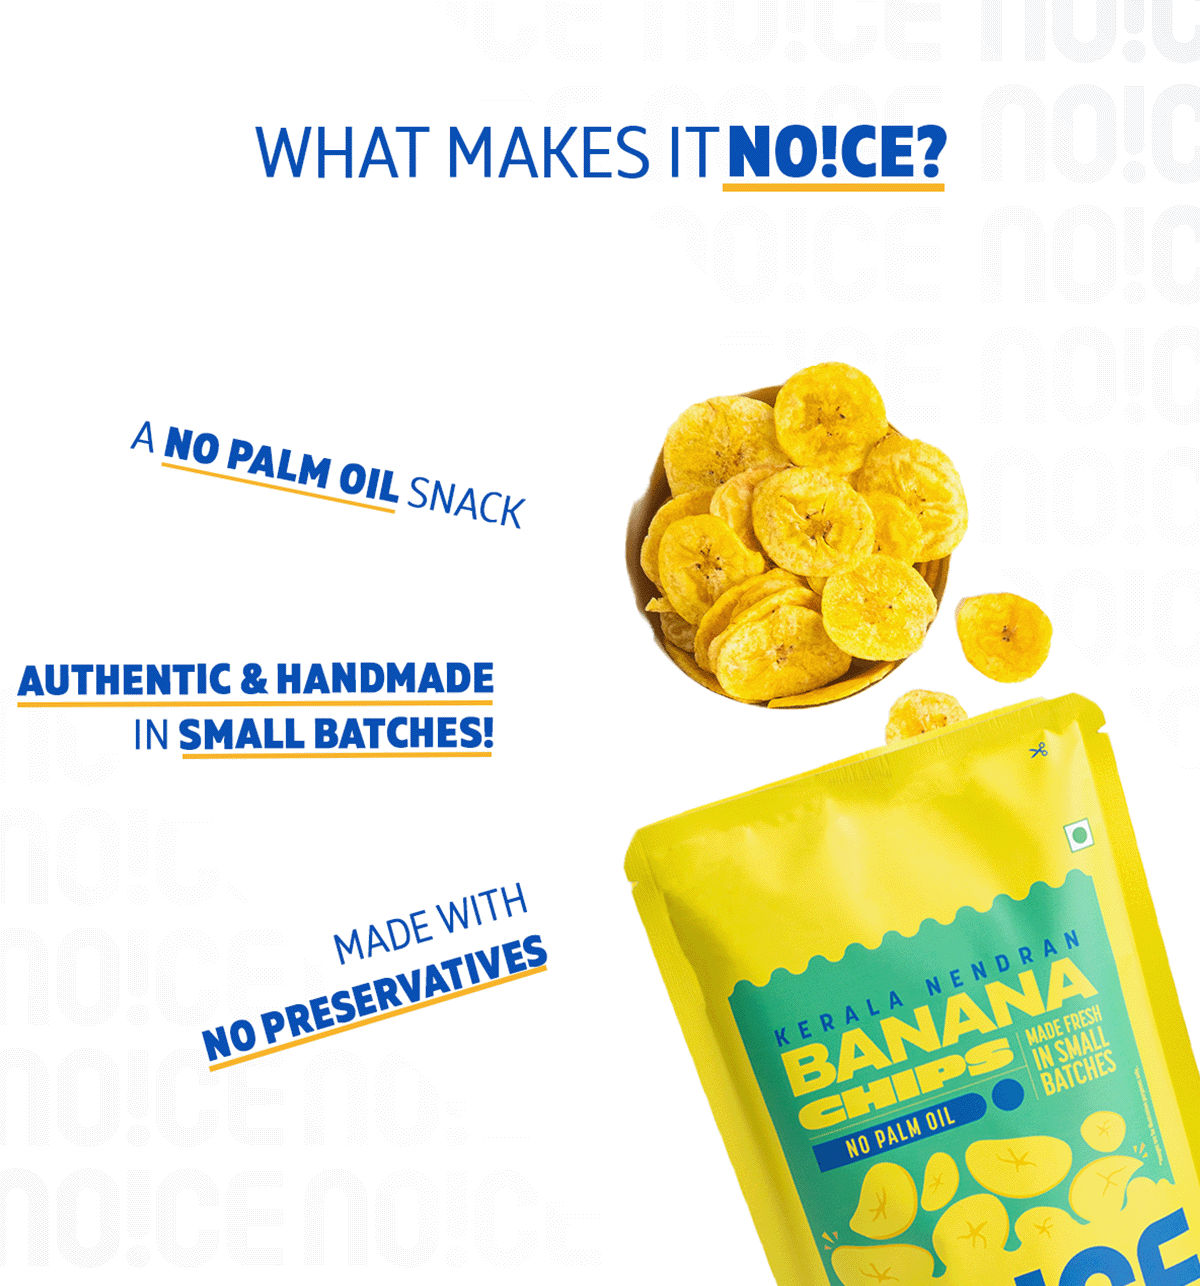 WHAT MAKES IT NO!CE?
A NO PALM OIL SNACK
AUTHENTIC & HANDMADE
IN SMALL BATCHES!
MADE WITH
NO PRESERVATIVES
KERALA NENDRAN
BANANA
CHIPS
MADE FRESH
IN SMALL
BATCHES
NO PALM OIL